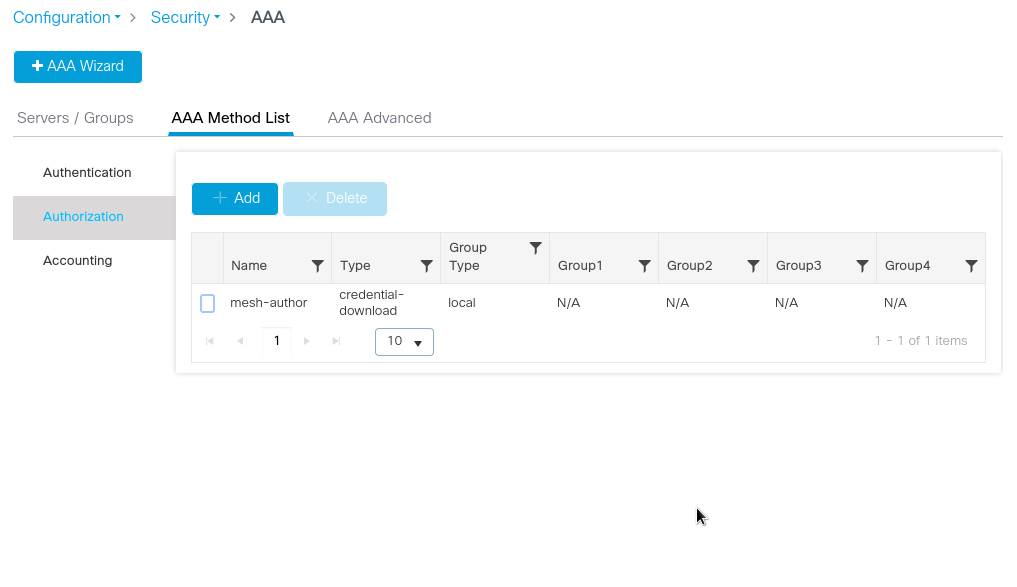 Configuration > Security > AAA
+ AAA Wizard
Servers / Groups AAA Method List AAA Advanced
Authentication
Authorization
Accounting
+ Add × Delete
Name Type Group Type Group1 Group2 Group3 Group4
mesh-author credential-download local N/A N/A N/A N/A
1 10 1 - 1 of 1 items